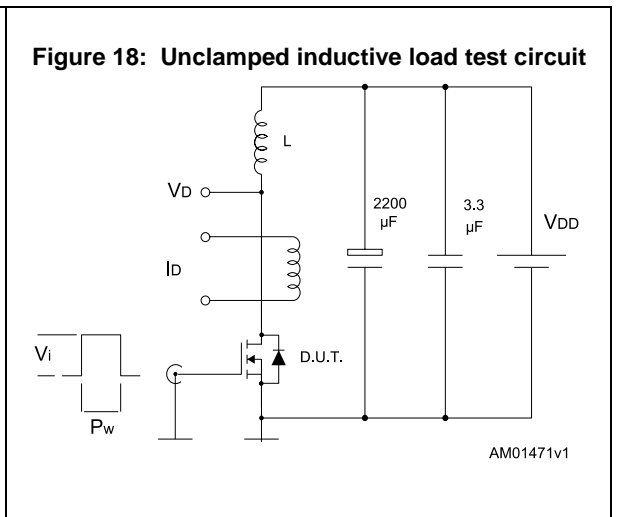 Figure 18: Unclamped inductive load test circuit
L
VD
2200
µF
3.3
µF
VDD
ID
Vi
D.U.T.
Pw
AM01471v1